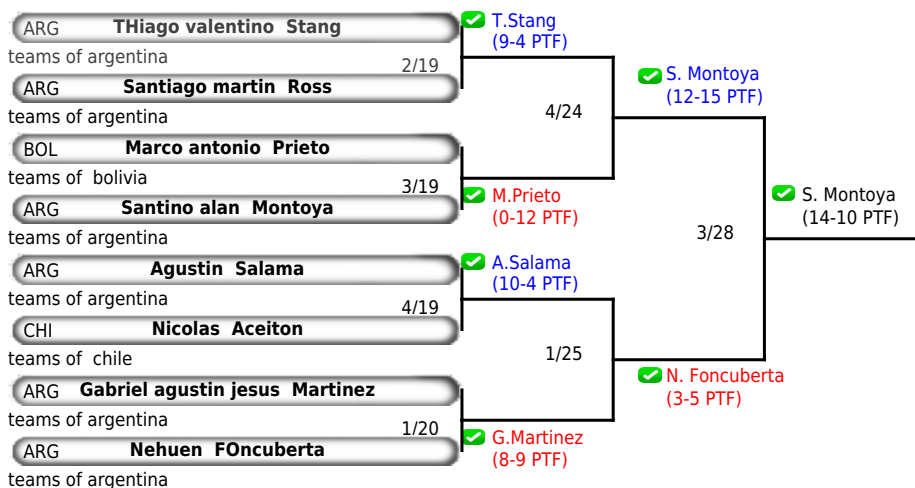 ARG THiago valentino Stang
teams of argentina
2/19
ARG Santiago martin Ross
teams of argentina
BOL Marco antonio Prieto
teams of bolivia
3/19
ARG Santino alan Montoya
teams of argentina
ARG Agustin Salama
teams of argentina
4/19
CHI Nicolas Aceiton
teams of chile
ARG Gabriel agustin jesus Martinez
teams of argentina
1/20
ARG Nehuen FOncuberta
teams of argentina
T.Stang
(9-4 PTF)
4/24
M.Prieto
(0-12 PTF)
A.Salama
(10-4 PTF)
1/25
G.Martinez
(8-9 PTF)
S. Montoya
(12-15 PTF)
3/28
N. Foncuberta
(3-5 PTF)
S. Montoya
(14-10 PTF)